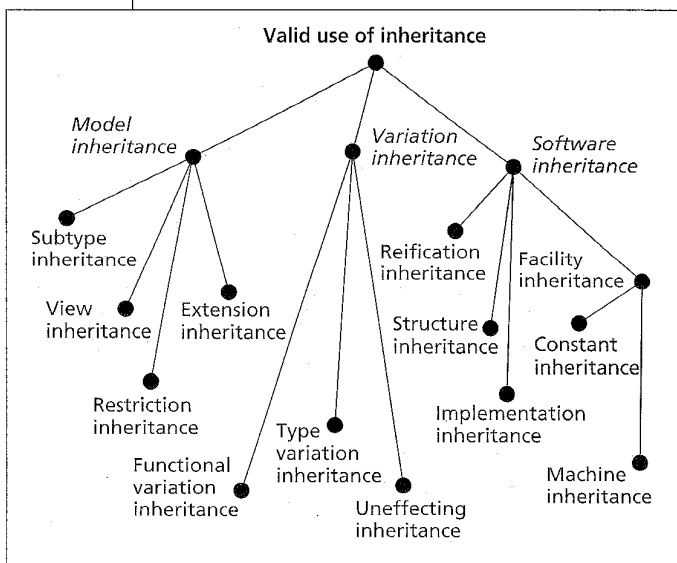 Valid use of inheritance
Model
inheritance
Variation
inheritance
Software
inheritance
Subtype
inheritance
View
inheritance
Extension
inheritance
Restriction
inheritance
Functional
variation
inheritance
Type
variation
inheritance
Uneffecting
inheritance
Reification
inheritance
Structure
inheritance
Implementation
inheritance
Facility
inheritance
Constant
inheritance
Machine
inheritance